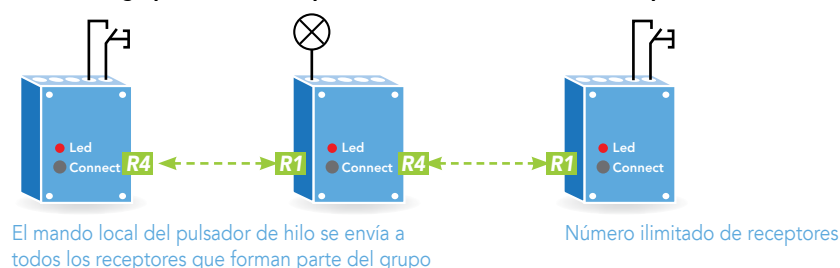 Led
Connect
R4
R1
Led
Connect
R4
R1
Led
Connect
El mando local del pulsador de hilo se envía a
todos los receptores que forman parte del grupo
Número ilimitado de receptores